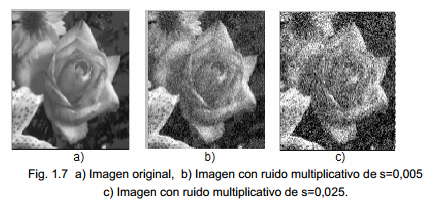 a) b) c)
Fig. 1.7 a) Imagen original, b) Imagen con ruido multiplicativo de s=0,005
c) Imagen con ruido multiplicativo de s=0,025.